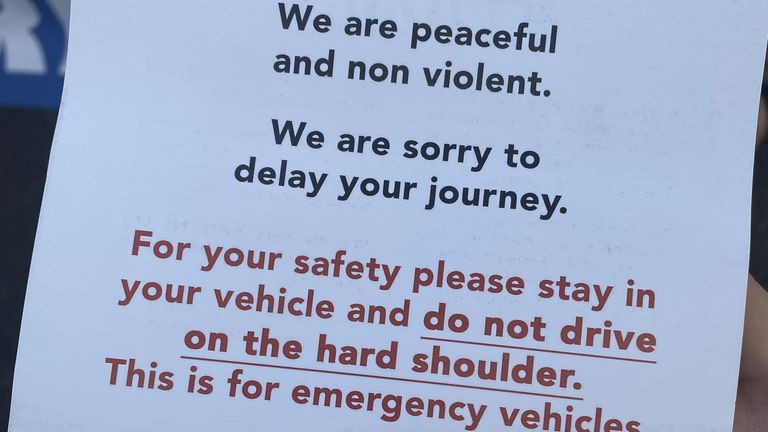 We are peaceful
and non violent.
We are sorry to
delay your journey.
For your safety please stay in
your vehicle and do not drive
on the hard shoulder.
This is for emergency vehicles